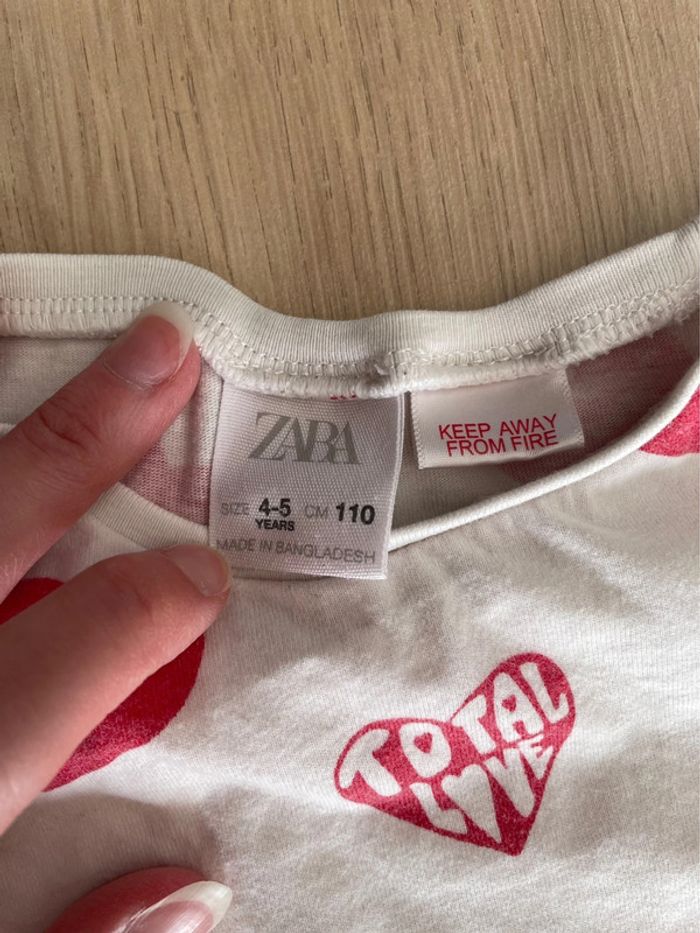 ZARA
SIZE 4-5 CM 110
YEARS
MADE IN BANGLADESH
KEEP AWAY
FROM FIRE
TOTAL
LOVE